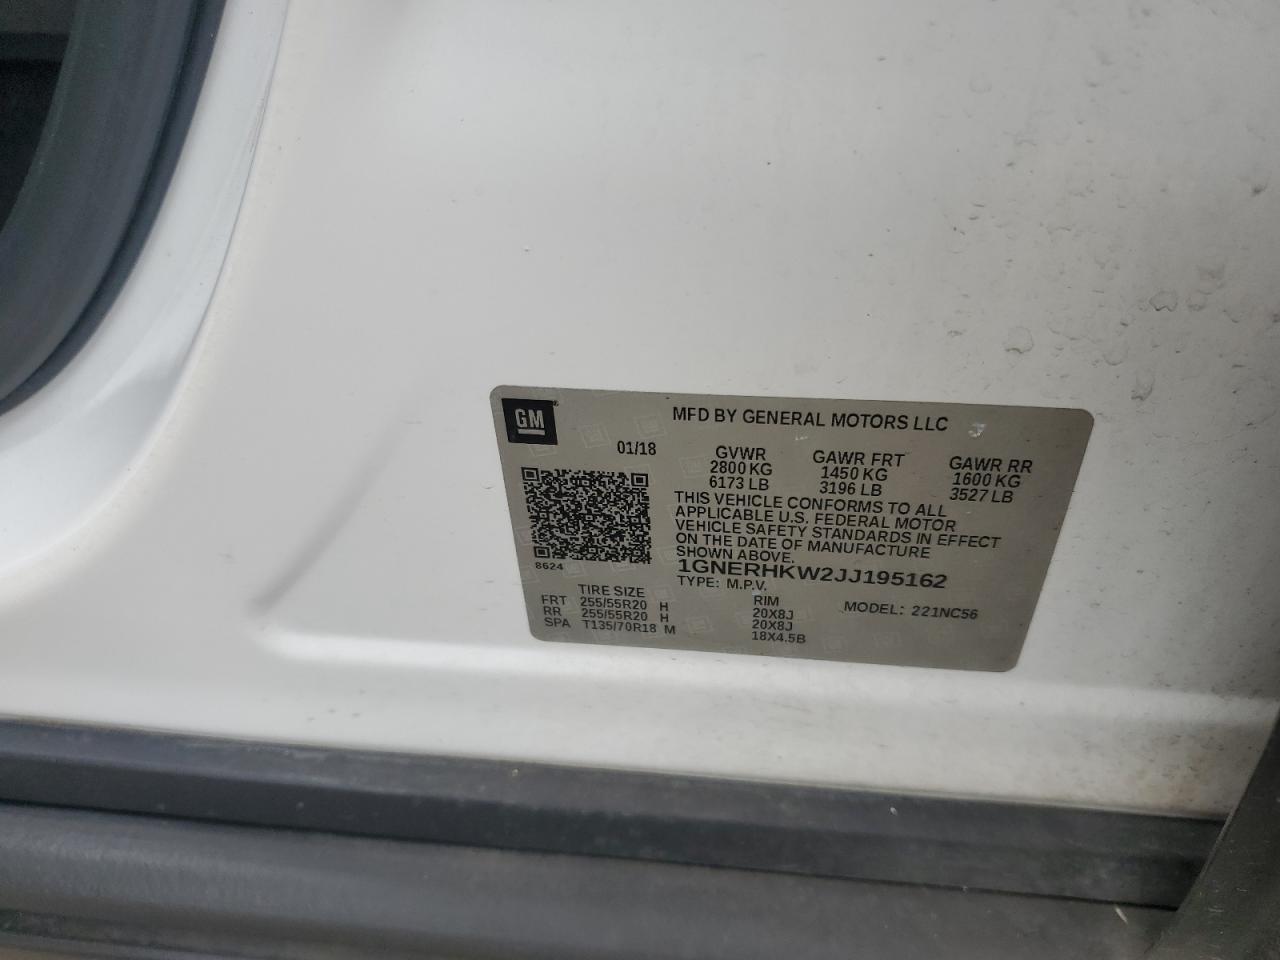 GM
MFD BY GENERAL MOTORS LLC
01/18 GVWR GAWR FRT GAWR RR
2800 KG 1450 KG 1600 KG
6173 LB 3196 LB 3527 LB
THIS VEHICLE CONFORMS TO ALL
APPLICABLE U.S. FEDERAL MOTOR
VEHICLE SAFETY STANDARDS IN EFFECT
ON THE DATE OF MANUFACTURE
SHOWN ABOVE.
8624 1GNERHKW2JJ195162
TYPE: M.P.V.
TIRE SIZE RIM MODEL: 221NC56
FRT 255/55R20 H 20X8J
RR 255/55R20 H 20X8J
SPA T135/70R18 M 18X4.5B